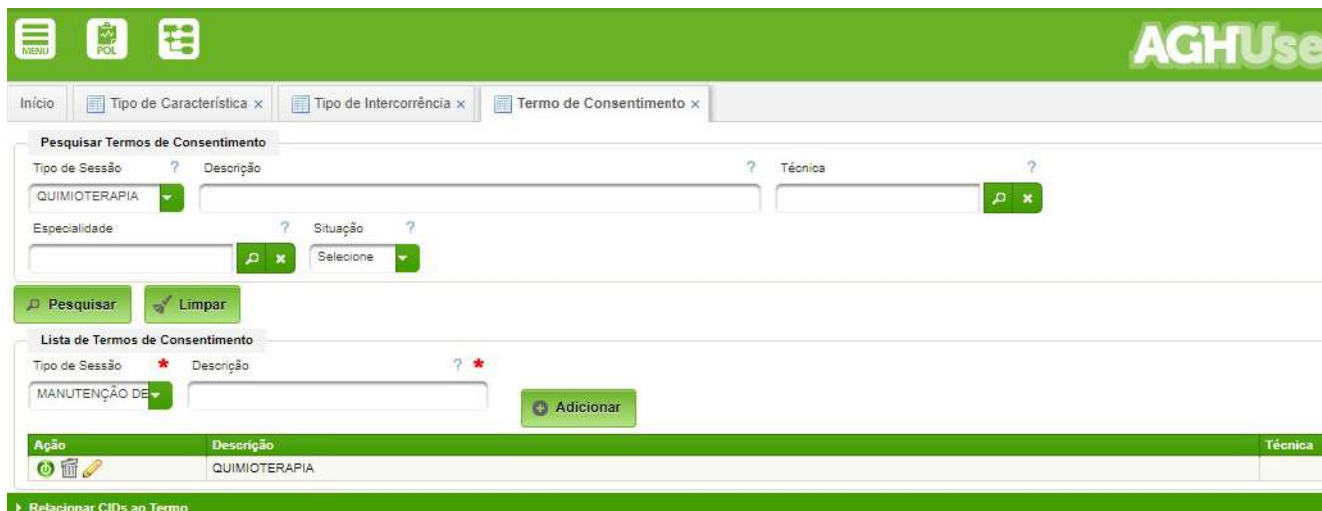 MENU POL AGHUse
Início Tipo de Característica x Tipo de Intercorrência x Termo de Consentimento x
Pesquisar Termos de Consentimento
Tipo de Sessão ? Descrição ? Técnica ?
QUIMIOTERAPIA
Especialidade ? Situação ?
Selecione
Pesquisar Limpar
Lista de Termos de Consentimento
Tipo de Sessão * Descrição ? *
MANUTENÇÃO DE
Adicionar
Ação Descrição Técnica
QUIMIOTERAPIA
Relacionar CIDs ao Termo